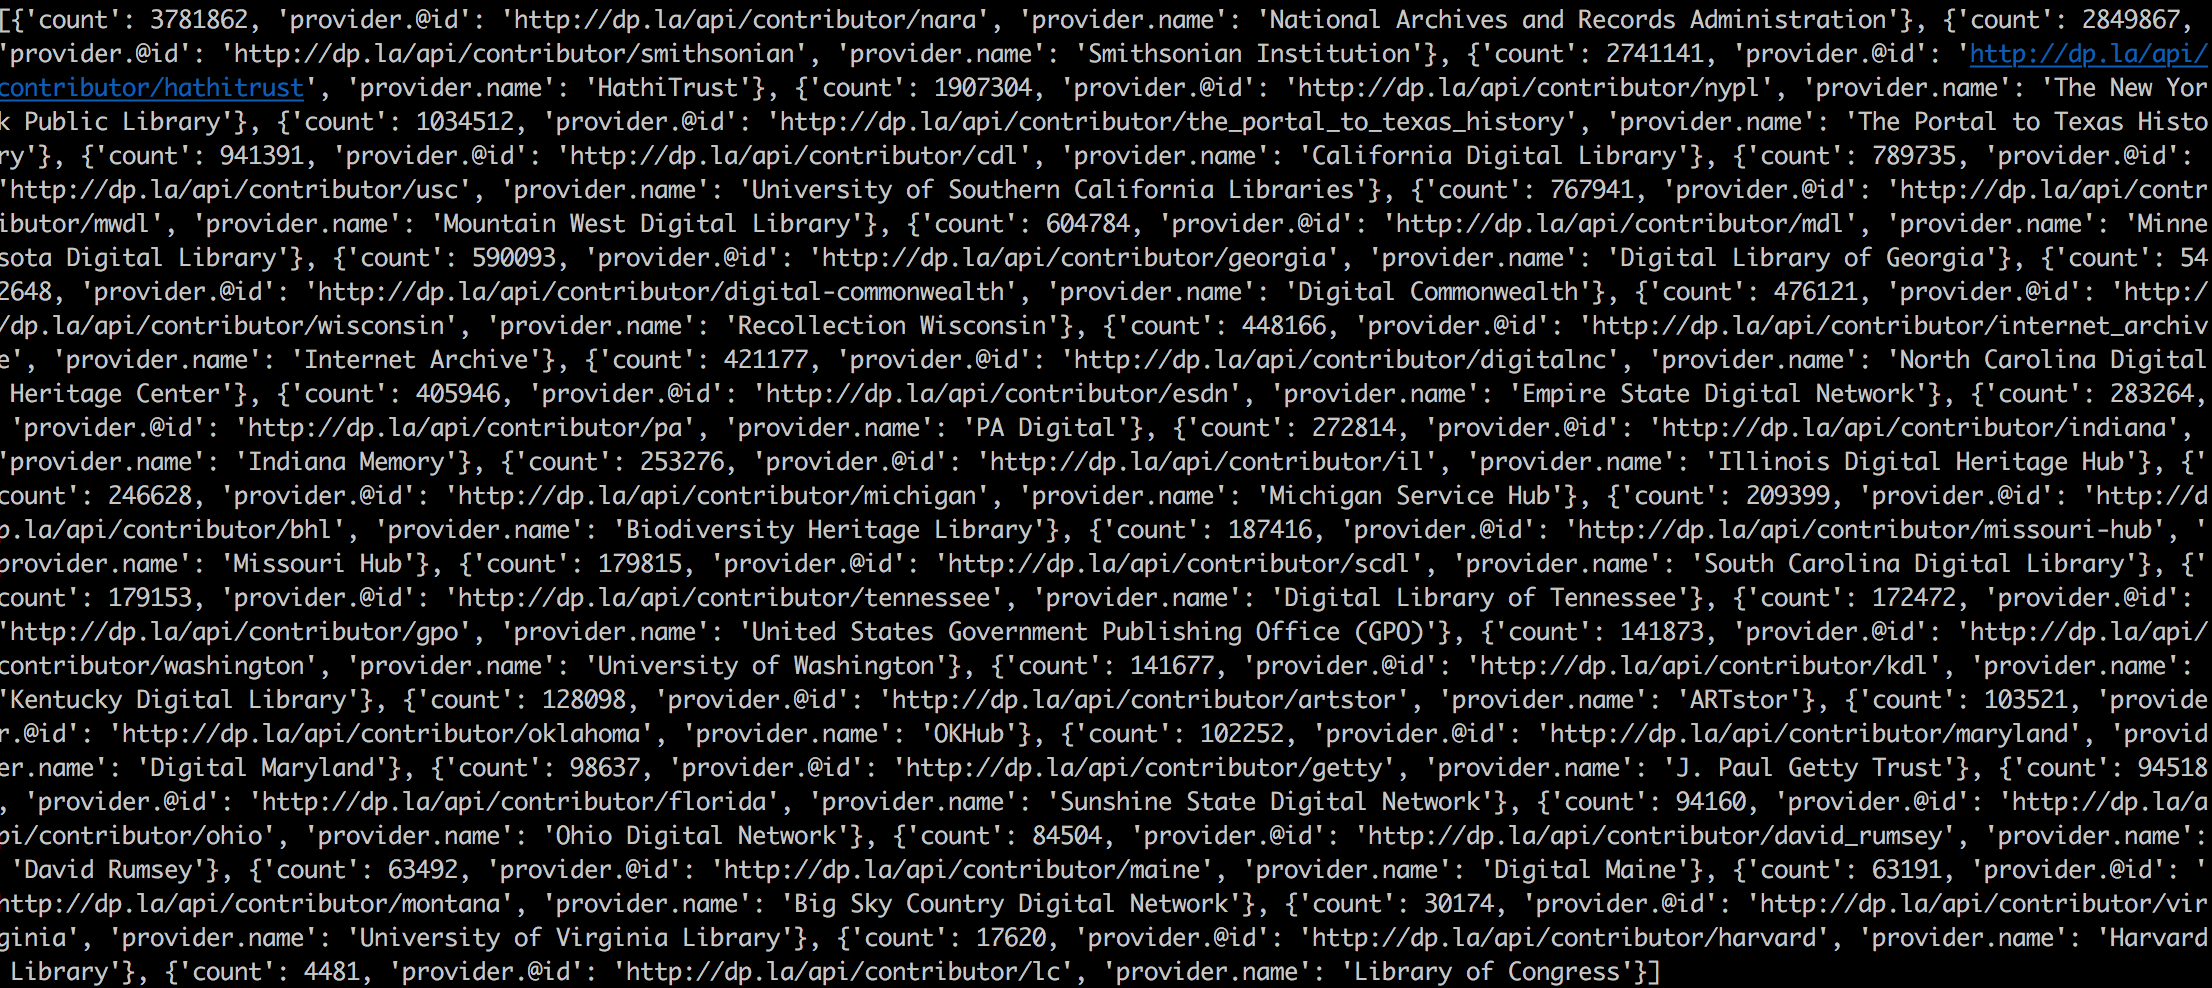 [{'count': 3781862, 'provider.@id': 'http://dp.la/api/contributor/nara', 'provider.name': 'National Archives and Records Administration'}, {'count': 2849867,
'provider.@id': 'http://dp.la/api/contributor/smithsonian', 'provider.name': 'Smithsonian Institution'}, {'count': 2741141, 'provider.@id': 'http://dp.la/api/
contributor/hathitrust', 'provider.name': 'HathiTrust'}, {'count': 1907304, 'provider.@id': 'http://dp.la/api/contributor/nypl', 'provider.name': 'The New Yor
k Public Library'}, {'count': 1034512, 'provider.@id': 'http://dp.la/api/contributor/the_portal_to_texas_history', 'provider.name': 'The Portal to Texas Histo
ry'}, {'count': 941391, 'provider.@id': 'http://dp.la/api/contributor/cdl', 'provider.name': 'California Digital Library'}, {'count': 789735, 'provider.@id':
'http://dp.la/api/contributor/usc', 'provider.name': 'University of Southern California Libraries'}, {'count': 767941, 'provider.@id': 'http://dp.la/api/contr
ibutor/mwdl', 'provider.name': 'Mountain West Digital Library'}, {'count': 604784, 'provider.@id': 'http://dp.la/api/contributor/mdl', 'provider.name': 'Minne
sota Digital Library'}, {'count': 590093, 'provider.@id': 'http://dp.la/api/contributor/georgia', 'provider.name': 'Digital Library of Georgia'}, {'count': 54
2648, 'provider.@id': 'http://dp.la/api/contributor/digital-commonwealth', 'provider.name': 'Digital Commonwealth'}, {'count': 476121, 'provider.@id': 'http:/
/dp.la/api/contributor/wisconsin', 'provider.name': 'Recollection Wisconsin'}, {'count': 448166, 'provider.@id': 'http://dp.la/api/contributor/internet_archiv
e', 'provider.name': 'Internet Archive'}, {'count': 421177, 'provider.@id': 'http://dp.la/api/contributor/digitalnc', 'provider.name': 'North Carolina Digital
Heritage Center'}, {'count': 405946, 'provider.@id': 'http://dp.la/api/contributor/esdn', 'provider.name': 'Empire State Digital Network'}, {'count': 283264,
'provider.@id': 'http://dp.la/api/contributor/pa', 'provider.name': 'PA Digital'}, {'count': 272814, 'provider.@id': 'http://dp.la/api/contributor/indiana',
'provider.name': 'Indiana Memory'}, {'count': 253276, 'provider.@id': 'http://dp.la/api/contributor/il', 'provider.name': 'Illinois Digital Heritage Hub'}, {'
count': 246628, 'provider.@id': 'http://dp.la/api/contributor/michigan', 'provider.name': 'Michigan Service Hub'}, {'count': 209399, 'provider.@id': 'http://d
p.la/api/contributor/bhl', 'provider.name': 'Biodiversity Heritage Library'}, {'count': 187416, 'provider.@id': 'http://dp.la/api/contributor/missouri-hub', '
provider.name': 'Missouri Hub'}, {'count': 179815, 'provider.@id': 'http://dp.la/api/contributor/scdl', 'provider.name': 'South Carolina Digital Library'}, {'
count': 179153, 'provider.@id': 'http://dp.la/api/contributor/tennessee', 'provider.name': 'Digital Library of Tennessee'}, {'count': 172472, 'provider.@id':
'http://dp.la/api/contributor/gpo', 'provider.name': 'United States Government Publishing Office (GPO)'}, {'count': 141873, 'provider.@id': 'http://dp.la/api/
contributor/washington', 'provider.name': 'University of Washington'}, {'count': 141677, 'provider.@id': 'http://dp.la/api/contributor/kdl', 'provider.name':
'Kentucky Digital Library'}, {'count': 128098, 'provider.@id': 'http://dp.la/api/contributor/artstor', 'provider.name': 'ARTstor'}, {'count': 103521, 'provide
r.@id': 'http://dp.la/api/contributor/oklahoma', 'provider.name': 'OKHub'}, {'count': 102252, 'provider.@id': 'http://dp.la/api/contributor/maryland', 'provid
er.name': 'Digital Maryland'}, {'count': 98637, 'provider.@id': 'http://dp.la/api/contributor/getty', 'provider.name': 'J. Paul Getty Trust'}, {'count': 94518
, 'provider.@id': 'http://dp.la/api/contributor/florida', 'provider.name': 'Sunshine State Digital Network'}, {'count': 94160, 'provider.@id': 'http://dp.la/a
pi/contributor/ohio', 'provider.name': 'Ohio Digital Network'}, {'count': 84504, 'provider.@id': 'http://dp.la/api/contributor/david_rumsey', 'provider.name':
'David Rumsey'}, {'count': 63492, 'provider.@id': 'http://dp.la/api/contributor/maine', 'provider.name': 'Digital Maine'}, {'count': 63191, 'provider.@id': '
http://dp.la/api/contributor/montana', 'provider.name': 'Big Sky Country Digital Network'}, {'count': 30174, 'provider.@id': 'http://dp.la/api/contributor/vir
ginia', 'provider.name': 'University of Virginia Library'}, {'count': 17620, 'provider.@id': 'http://dp.la/api/contributor/harvard', 'provider.name': 'Harvard
Library'}, {'count': 4481, 'provider.@id': 'http://dp.la/api/contributor/lc', 'provider.name': 'Library of Congress'}]